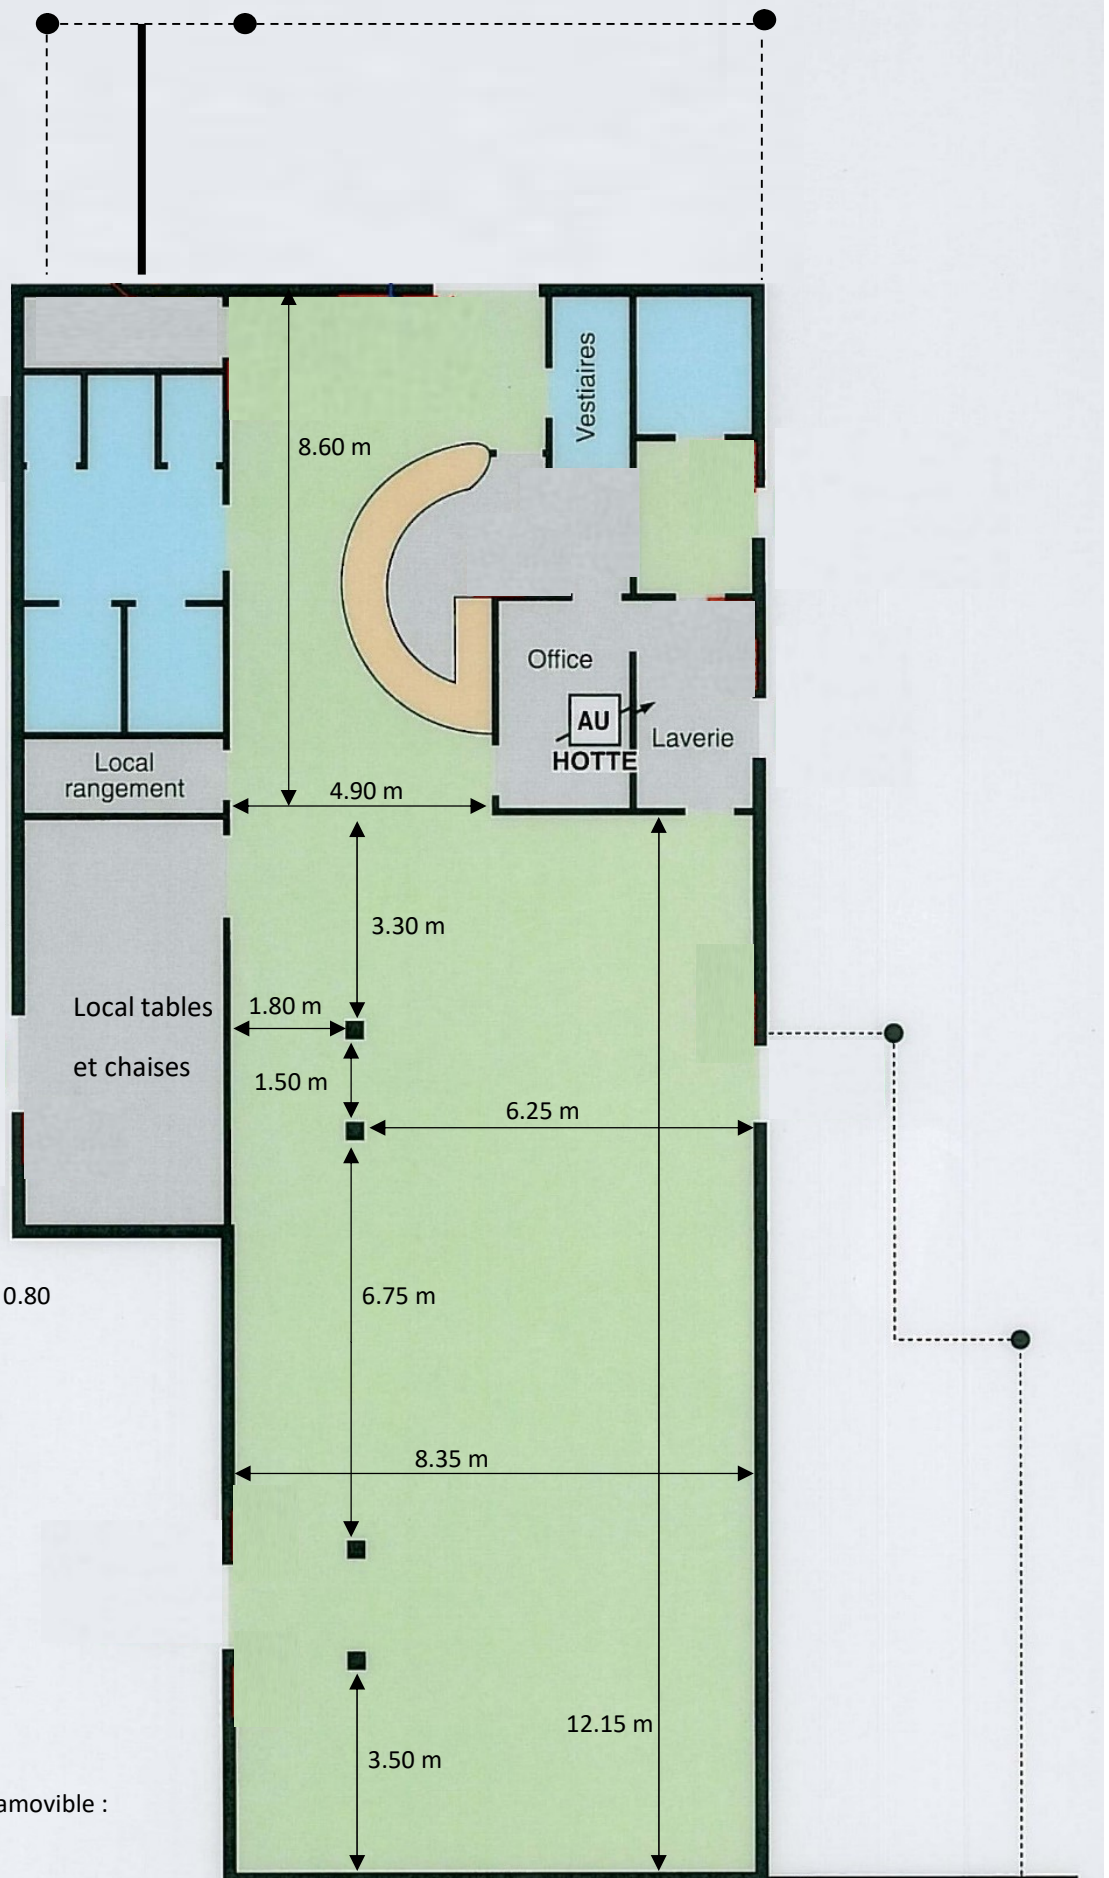 Vestiaires
8.60 m
Office
AU
HOTTE
Laverie
Local
rangement
4.90 m
3.30 m
Local tables
et chaises
1.80 m
1.50 m
6.25 m
0.80
6.75 m
8.35 m
12.15 m
3.50 m
amovible :